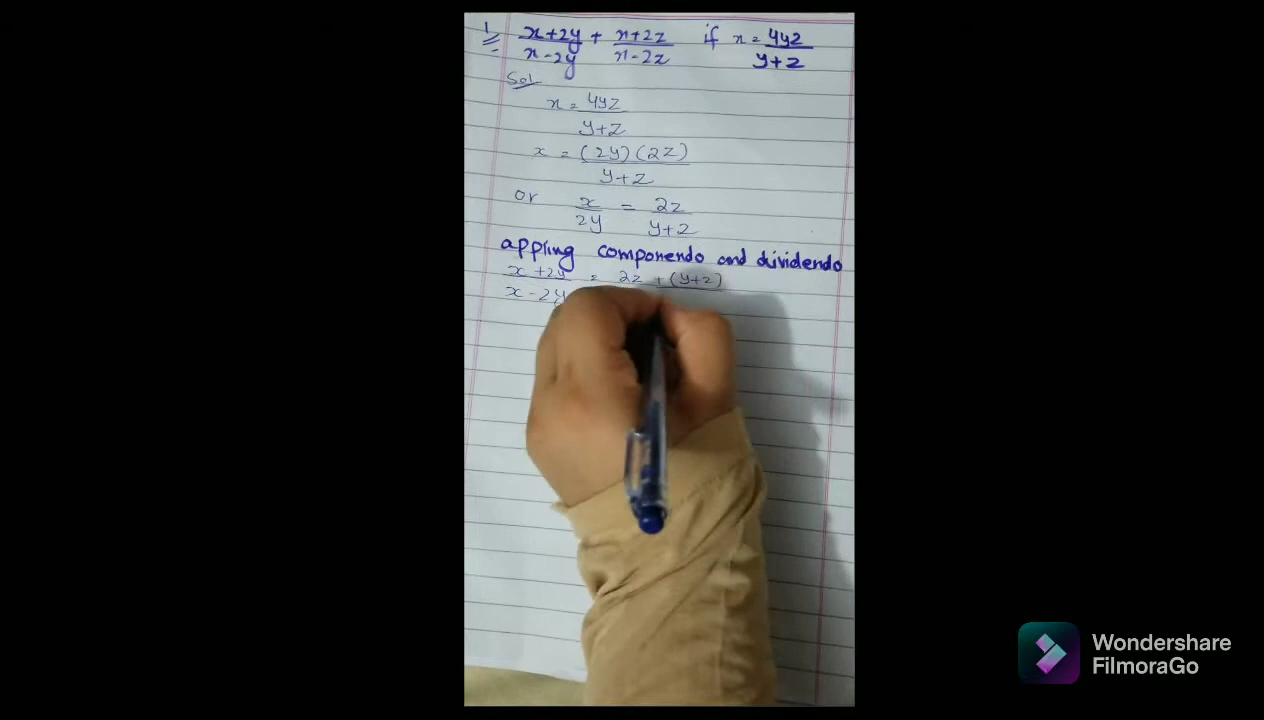 1 x+2y/x-2y + x+2z/x-2z if x = 4yz/y+z
Sol
x = 4yz/y+z
x = (2y)(2z)/y+z
or x/2y = 2z/y+z
appling componendo and dividendo
x+2y/x-2y = 2z+(y+z)
Wondershare
FilmoraGo